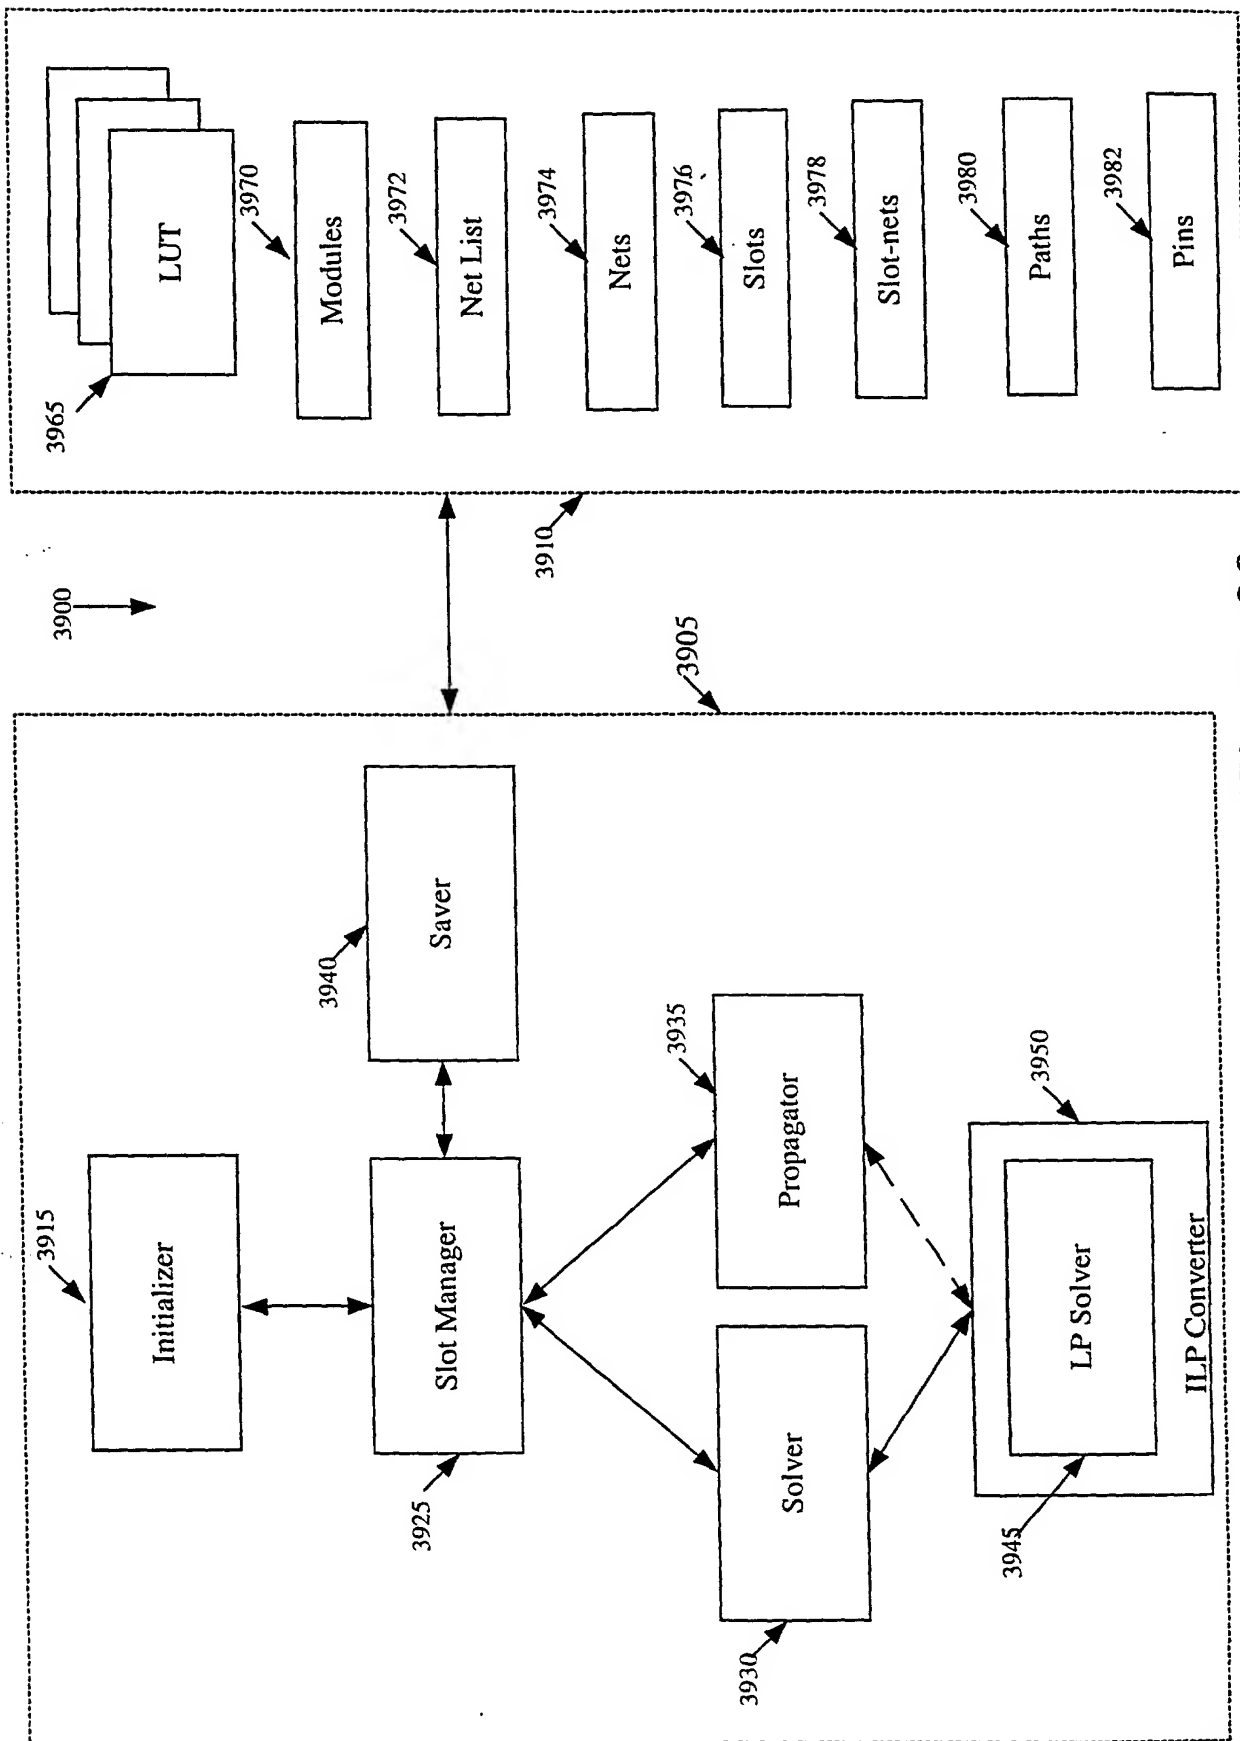 3900
3905
3915
Initializer
3925
Slot Manager
3940
Saver
3930
Solver
3935
Propagator
3945
LP Solver
ILP Converter
3950
3910
3965
LUT
3970
Modules
3972
Net List
3974
Nets
3976
Slots
3978
Slot-nets
3980
Paths
3982
Pins